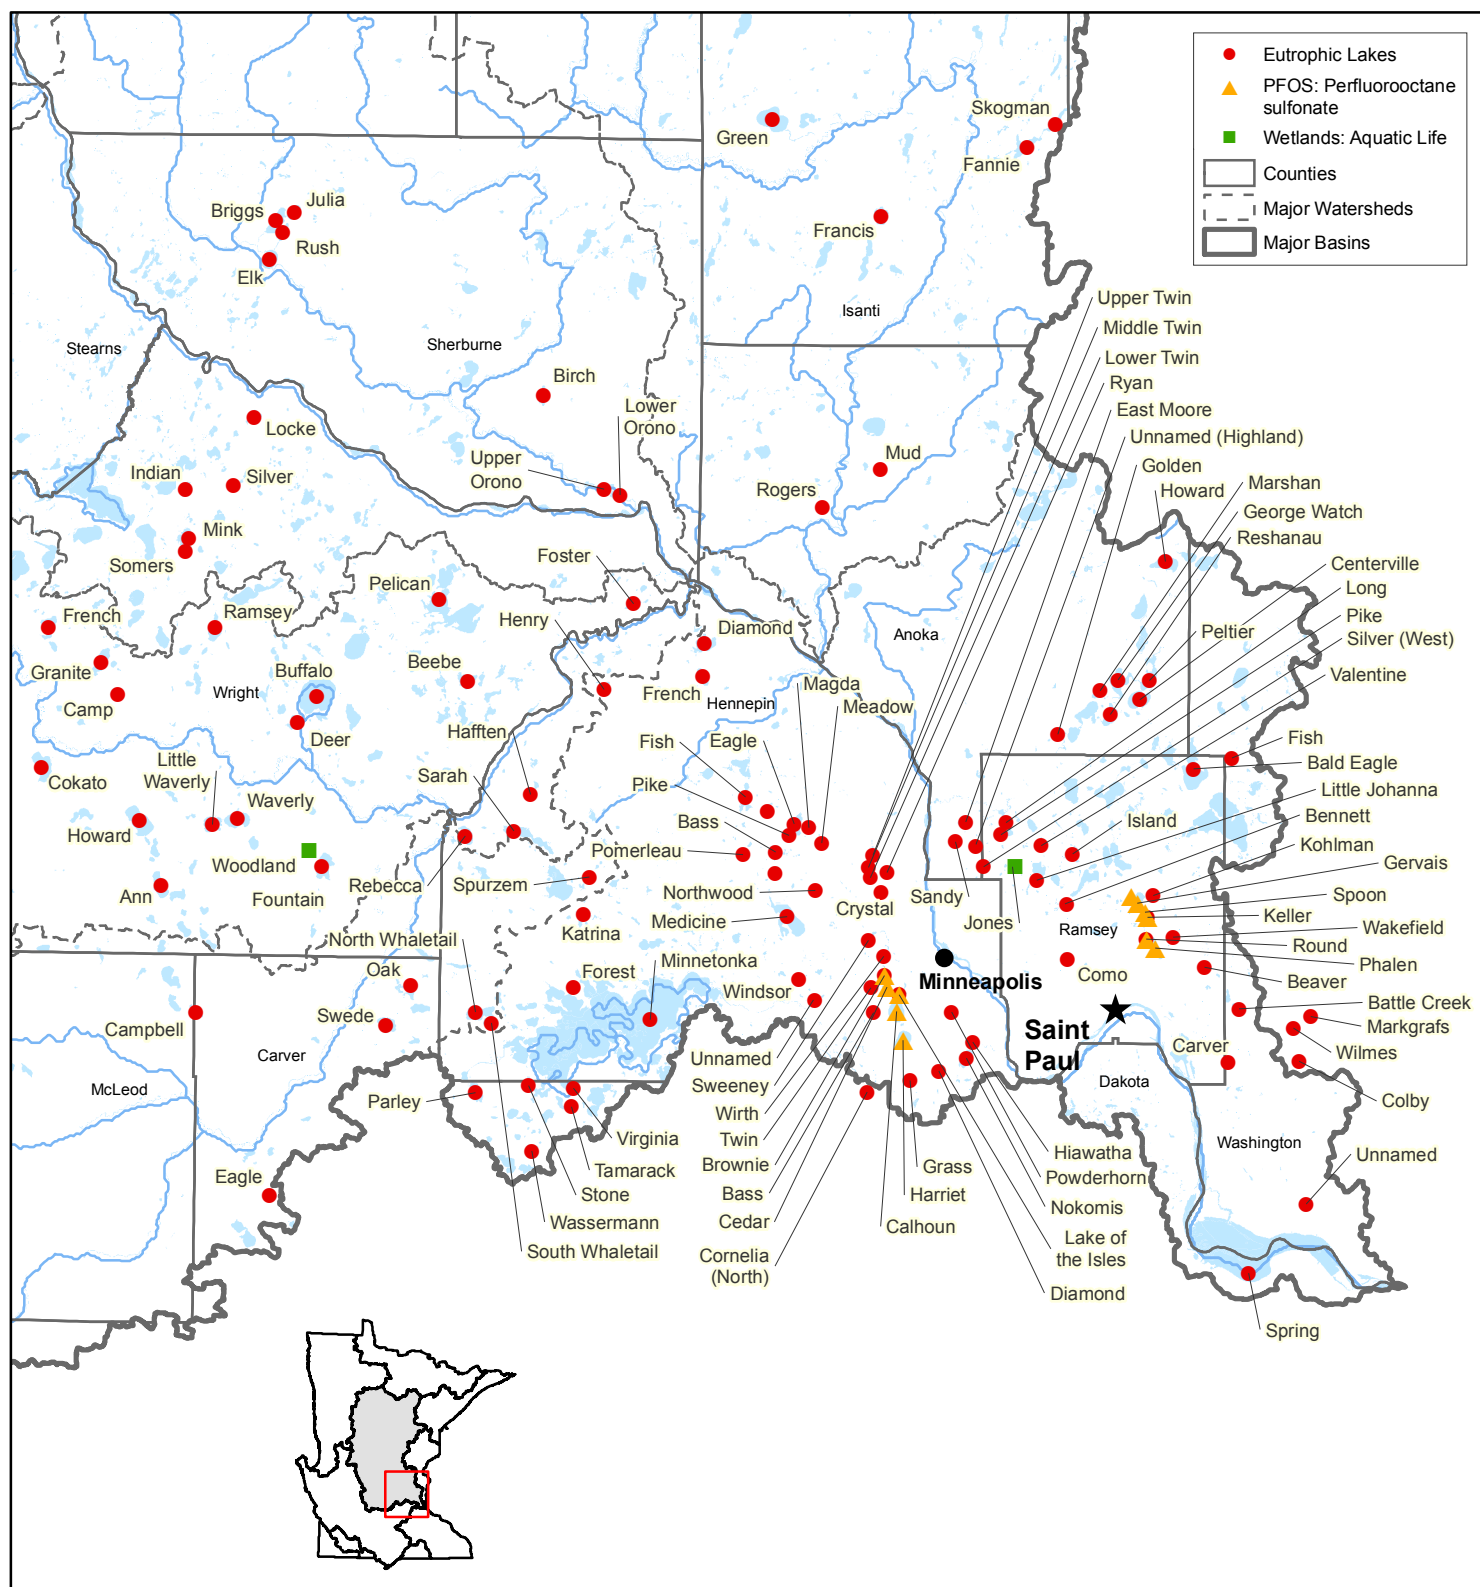 Eutrophic Lakes
PFOS: Perfluorooctane
sulfonate
Wetlands: Aquatic Life
Counties
Major Watersheds
Major Basins
Skogman
Green
Fannie
Julia
Briggs
Rush
Elk
Francis
Isanti
Stearns
Sherburne
Upper Twin
Middle Twin
Lower Twin
Ryan
East Moore
Unnamed (Highland)
Golden
Howard
Marshan
George Watch
Reshanau
Centerville
Long
Pike
Silver (West)
Valentine
Peltier
Birch
Lower
Orono
Locke
Upper
Orono
Mud
Rogers
Indian
Silver
Mink
Somers
Foster
Pelican
Henry
French
Ramsey
Granite
Camp
Wright
Buffalo
Beebe
Deer
Diamond
French
Hennepin
Magda
Meadow
Anoka
Hafften
Fish
Eagle
Sarah
Pike
Bass
Pomerleau
Little
Waverly
Waverly
Cokato
Howard
Woodland
Fountain
Ann
Rebecca
Spurzem
Northwood
Medicine
Crystal
Katrina
Sandy
Jones
Fish
Bald Eagle
Little Johanna
Bennett
Island
Kohlman
Gervais
Spoon
Keller
Wakefield
Round
Phalen
Beaver
Battle Creek
Markgrafs
Wilmes
Colby
Carver
Ramsey
Como
Minneapolis
Saint
Paul
North Whaletail
Oak
Forest
Minnetonka
Windsor
Campbell
Swede
Carver
McLeod
Parley
Eagle
Virginia
Tamarack
Stone
Wassermann
South Whaletail
Unnamed
Sweeney
Wirth
Twin
Brownie
Bass
Cedar
Cornelia
(North)
Grass
Harriet
Calhoun
Hiawatha
Powderhorn
Nokomis
Lake of
the Isles
Diamond
Dakota
Washington
Unnamed
Spring